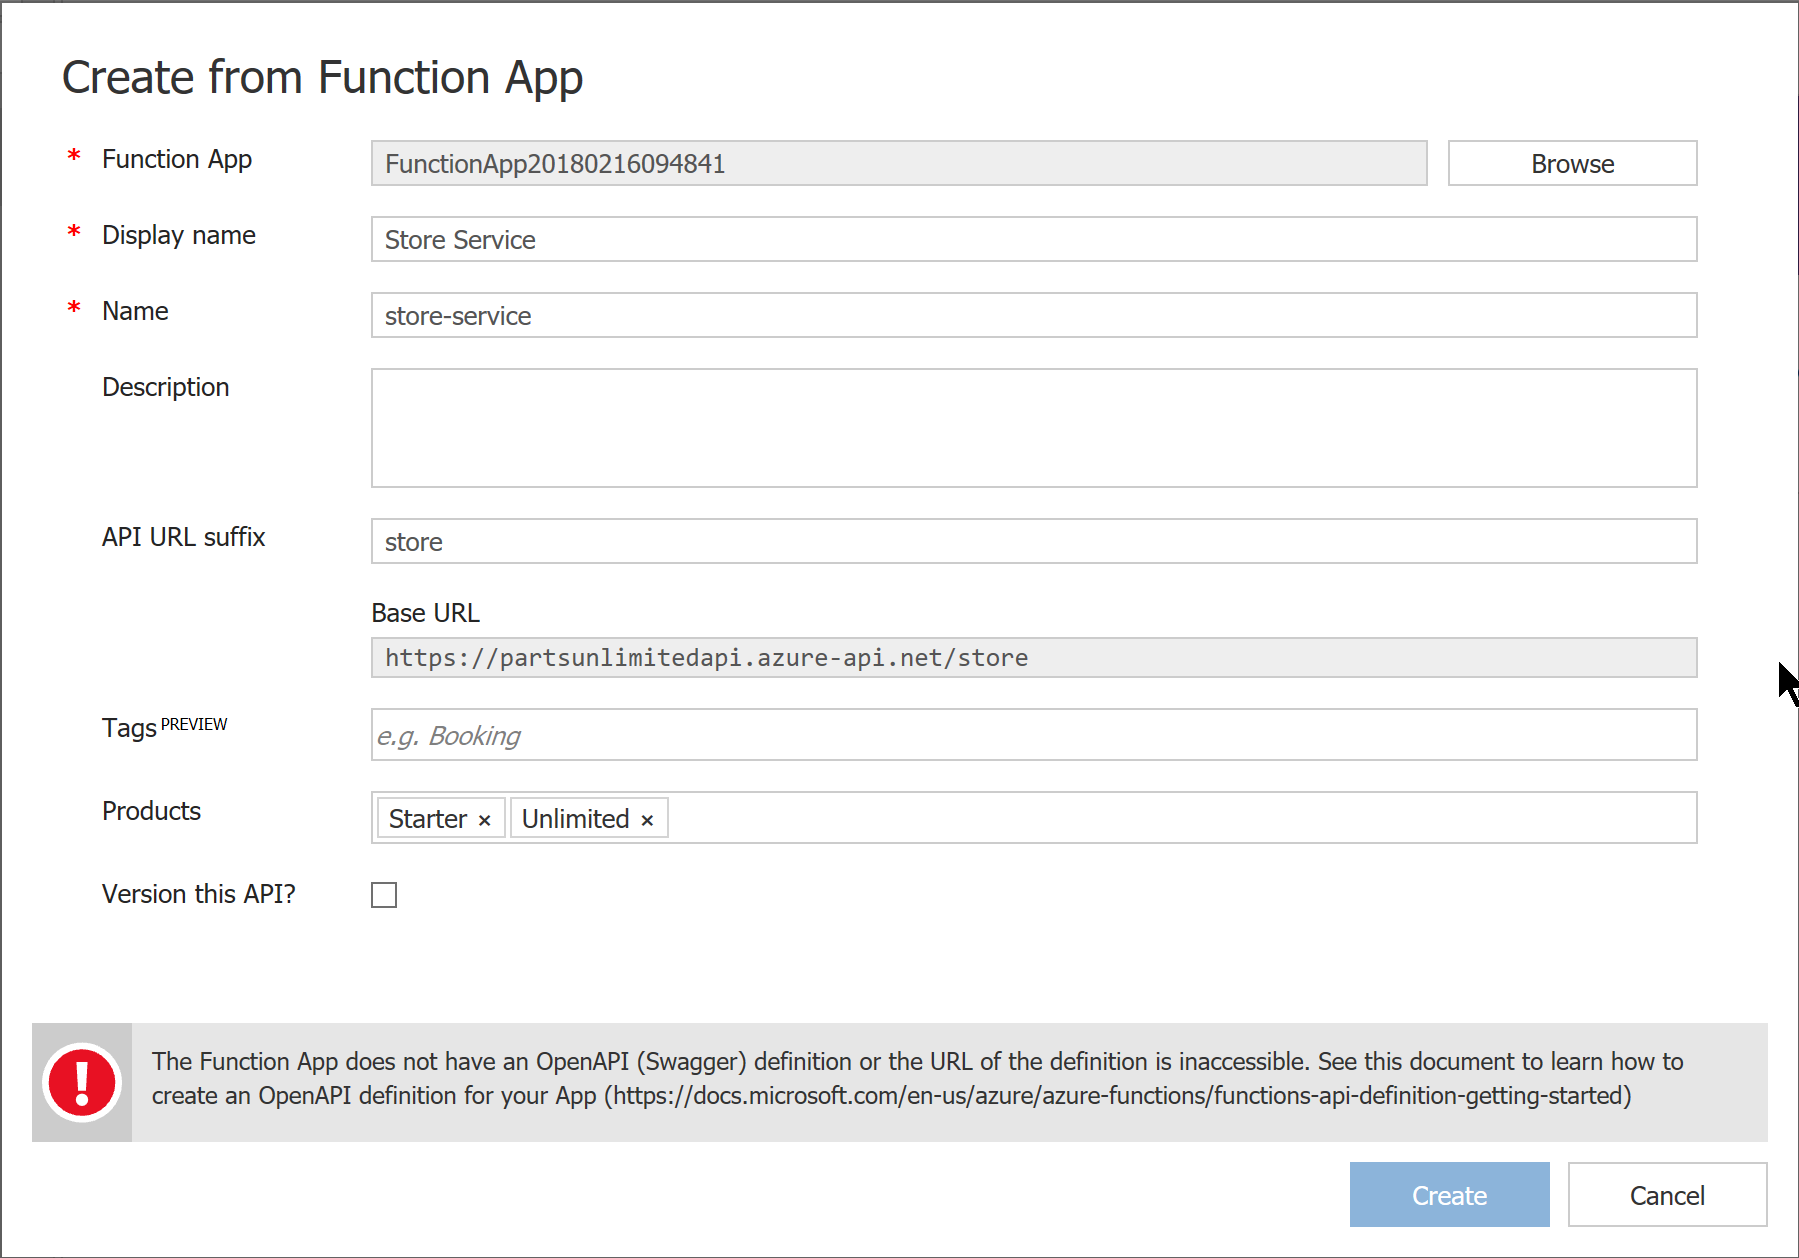 Create from Function App
* Function App FunctionApp20180216094841 Browse
* Display name Store Service
* Name store-service
Description
API URL suffix store
Base URL
https://partsunlimitedapi.azure-api.net/store
Tags PREVIEW e.g. Booking
Products Starter × Unlimited ×
Version this API?
The Function App does not have an OpenAPI (Swagger) definition or the URL of the definition is inaccessible. See this document to learn how to
create an OpenAPI definition for your App (https://docs.microsoft.com/en-us/azure/azure-functions/functions-api-definition-getting-started)
Create Cancel